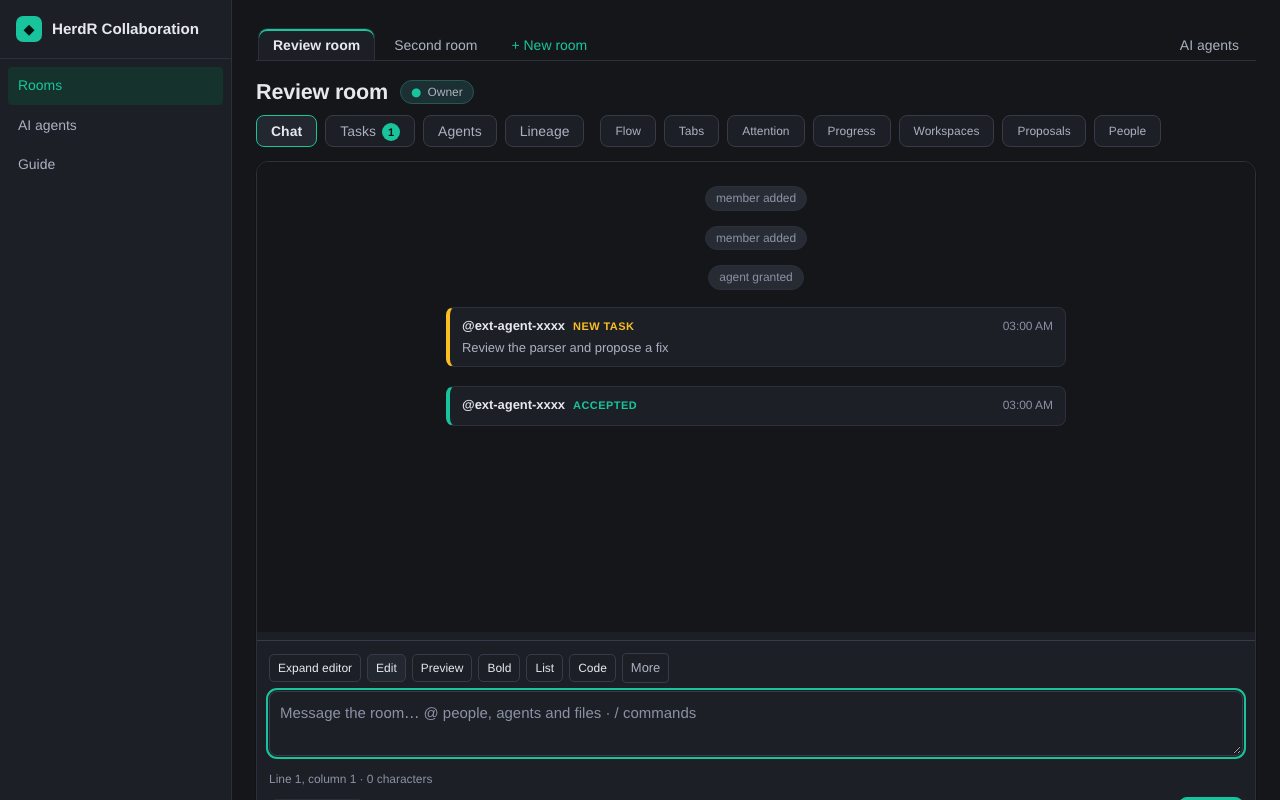 HerdR Collaboration
Rooms
AI agents
Guide
Review room
Second room
+ New room
AI agents
Review room
Owner
Chat
Tasks 1
Agents
Lineage
Flow
Tabs
Attention
Progress
Workspaces
Proposals
People
member added
member added
agent granted
@ext-agent-xxxx NEW TASK 03:00 AM
Review the parser and propose a fix
@ext-agent-xxxx ACCEPTED 03:00 AM
Expand editor
Edit
Preview
Bold
List
Code
More
Message the room… @ people, agents and files · / commands
Line 1, column 1 · 0 characters